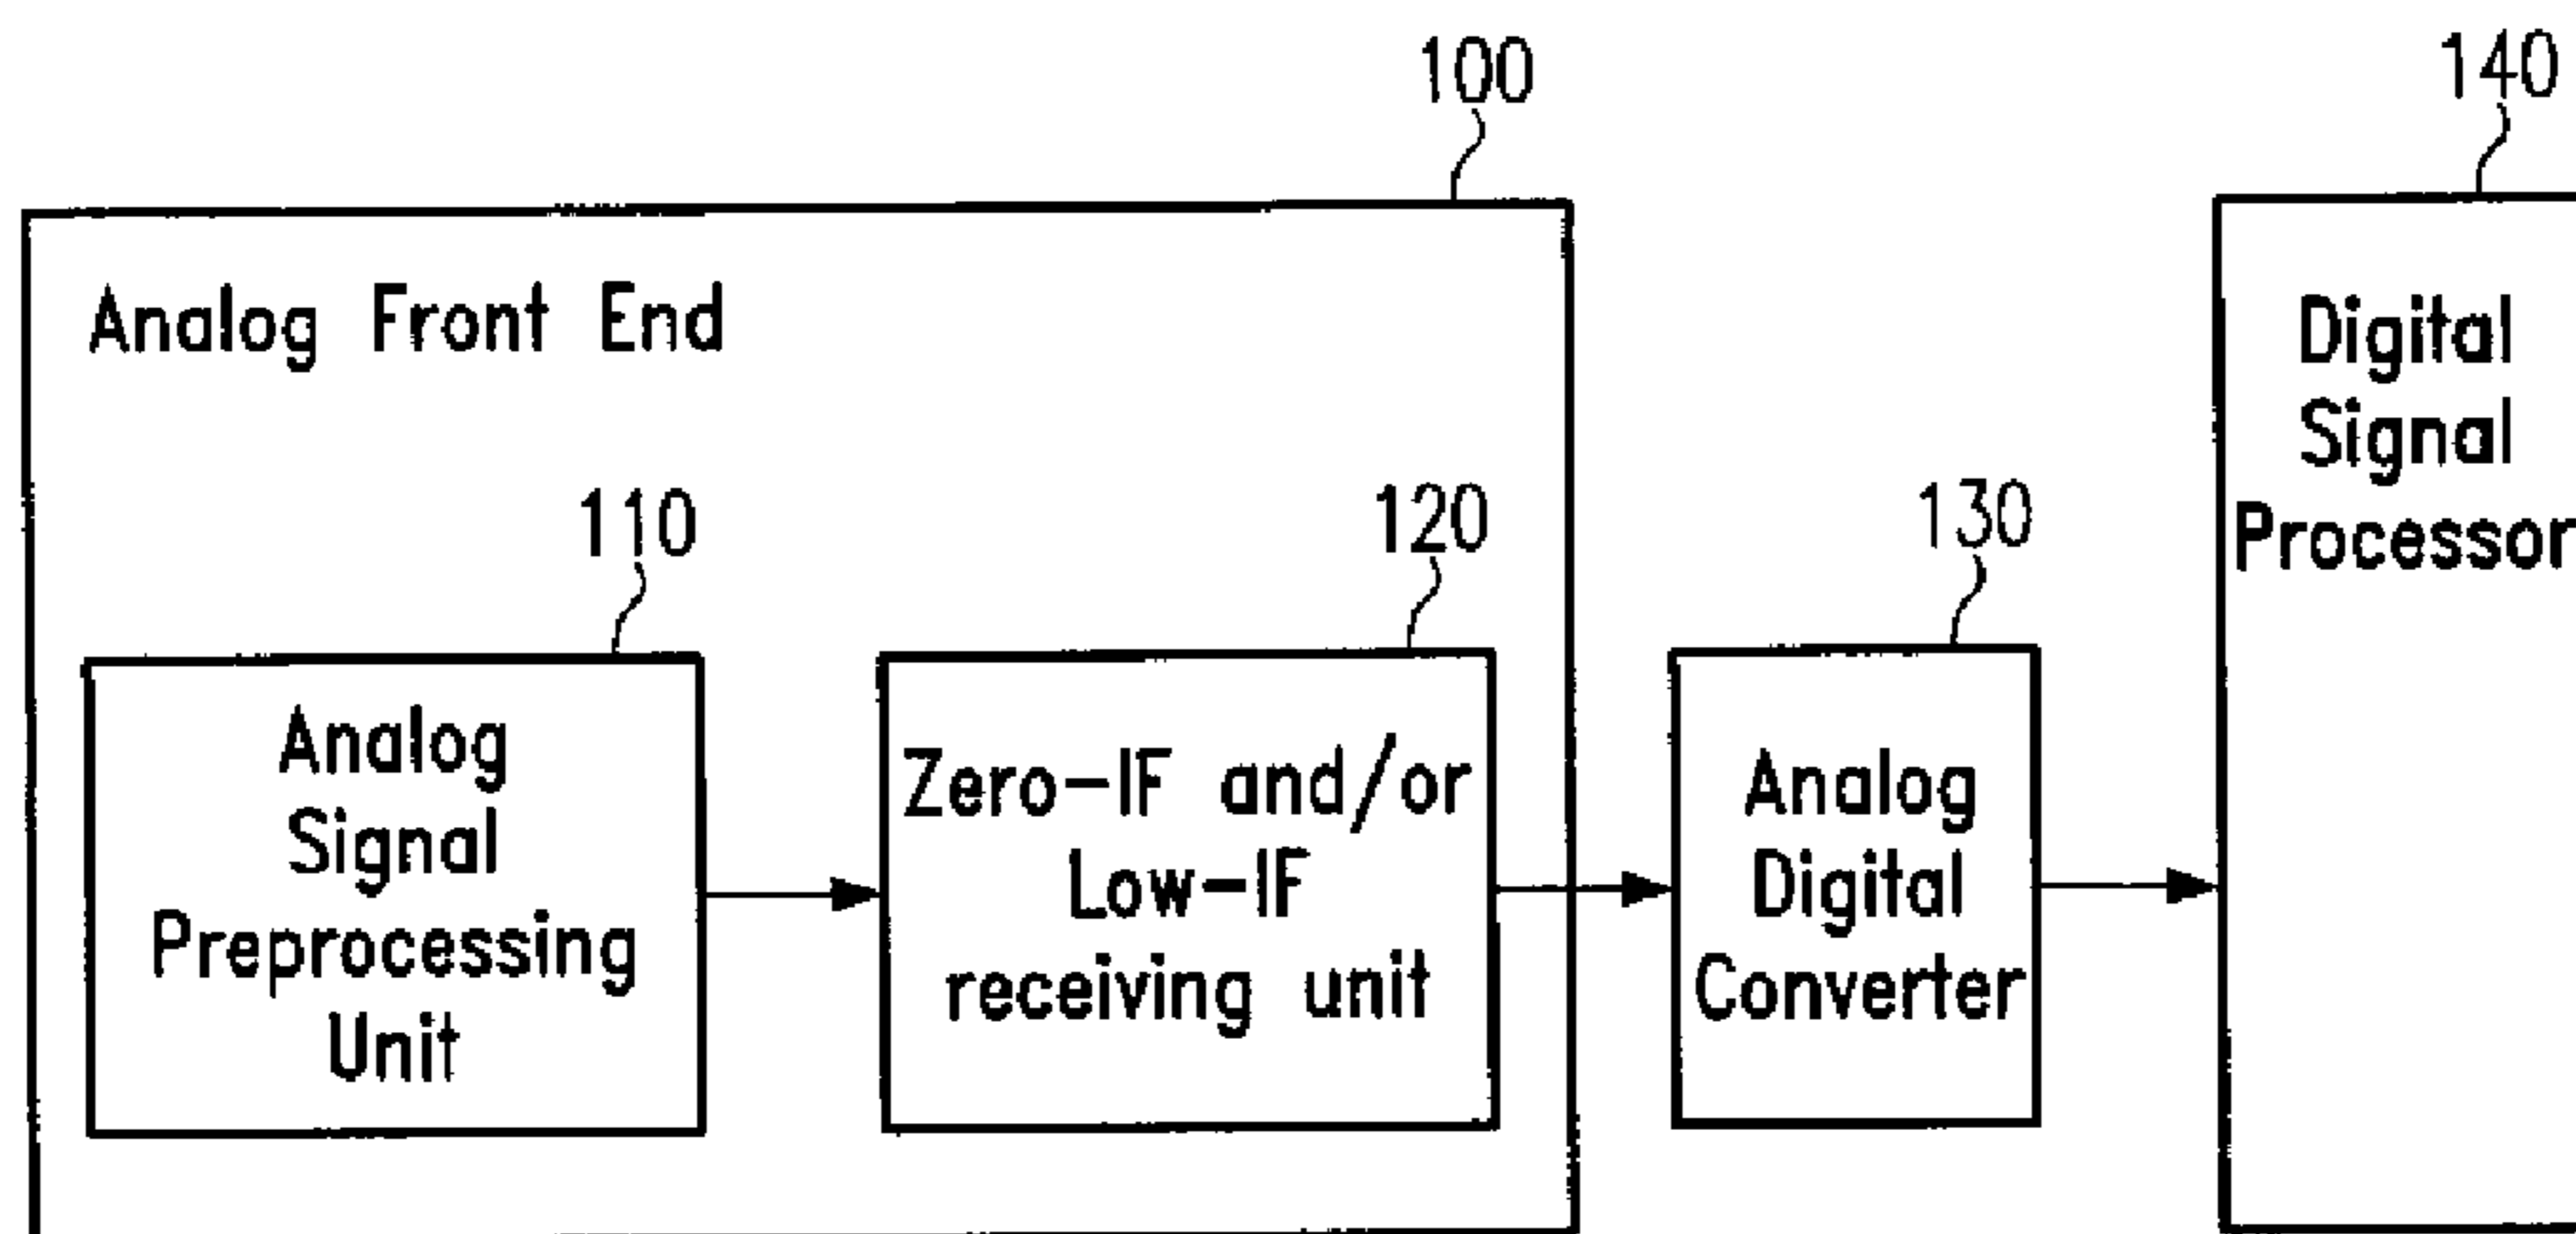 100
140
Analog Front End
Digital
Signal
Processor
110
120
130
Analog
Signal
Preprocessing
Unit
Zero-IF and/or
Low-IF
receiving unit
Analog
Digital
Converter